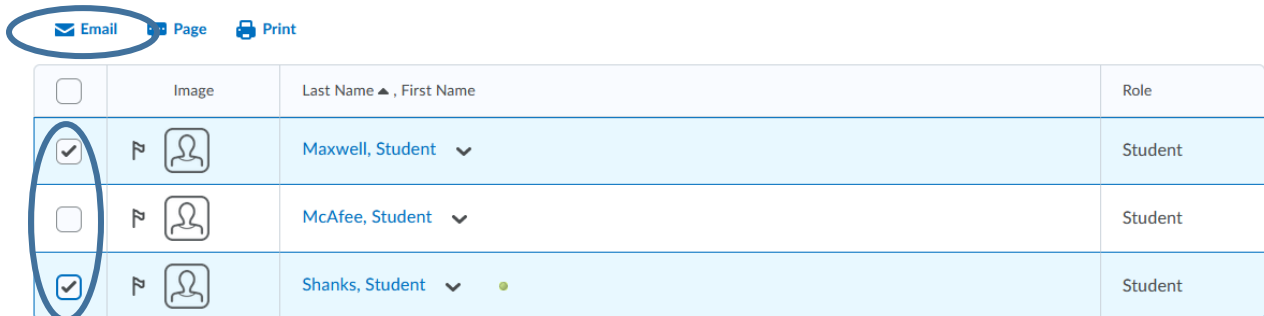 Email Page Print
Image Last Name , First Name Role
Maxwell, Student Student
McAfee, Student Student
Shanks, Student Student